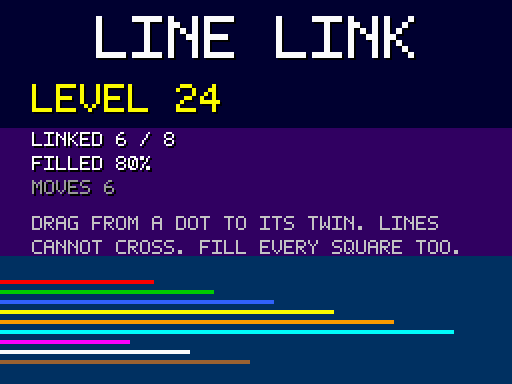 LINE LINK
LEVEL 24
LINKED 6 / 8
FILLED 80%
MOVES 6
DRAG FROM A DOT TO ITS TWIN. LINES
CANNOT CROSS. FILL EVERY SQUARE TOO.